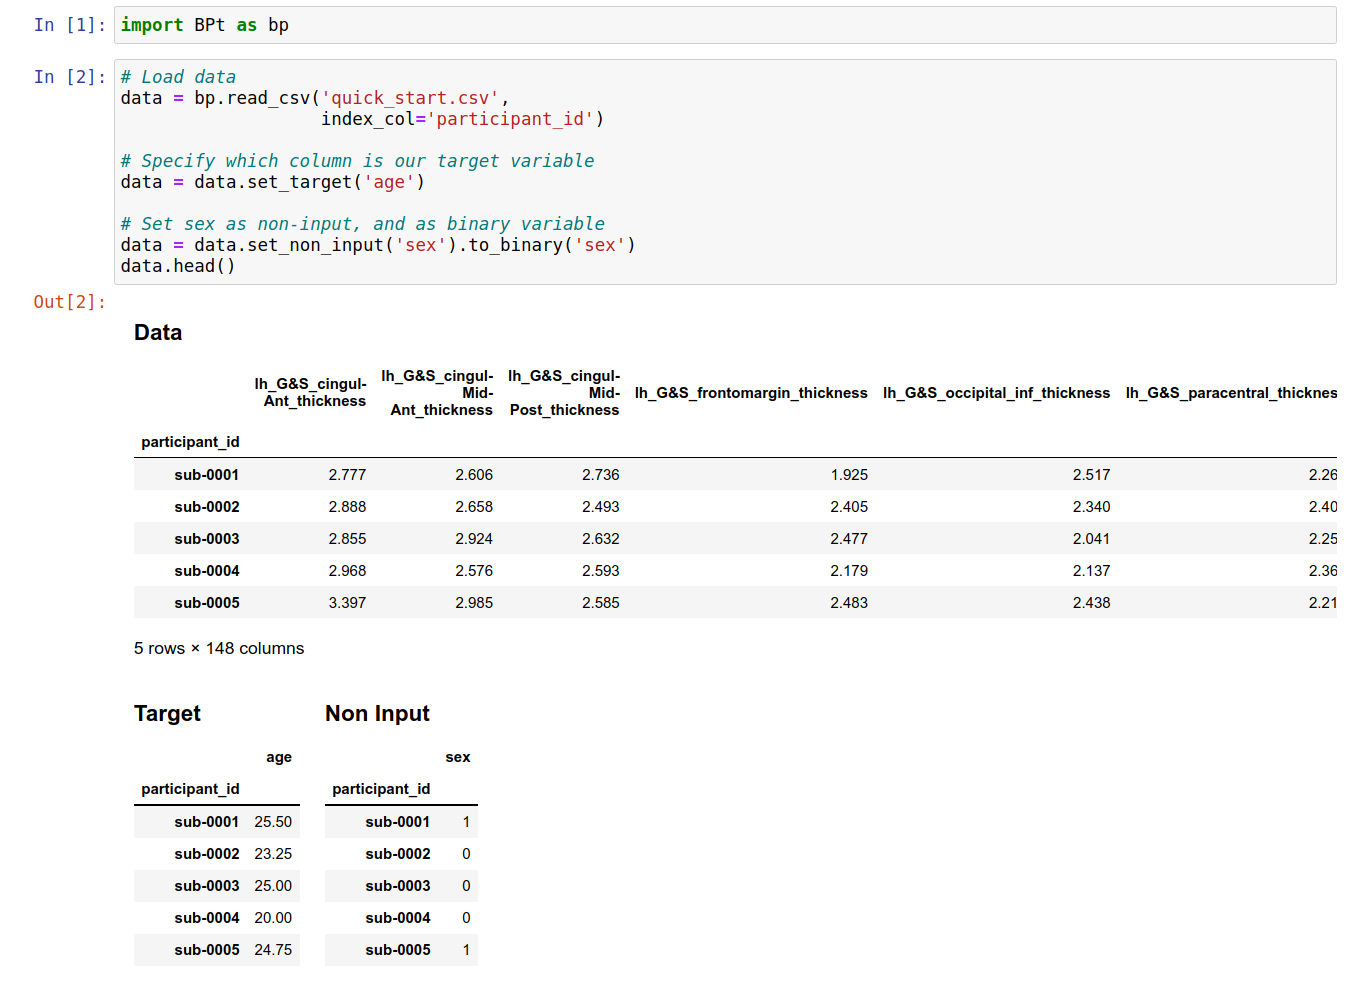 In [1]: import BPt as bp
In [2]: # Load data
data = bp.read_csv('quick_start.csv',
index_col='participant_id')
# Specify which column is our target variable
data = data.set_target('age')
# Set sex as non-input, and as binary variable
data = data.set_non_input('sex').to_binary('sex')
data.head()
Out[2]:
Data
lh_G&S_cingul-Ant_thickness lh_G&S_cingul-Mid-Ant_thickness lh_G&S_cingul-Mid-Post_thickness lh_G&S_frontomargin_thickness lh_G&S_occipital_inf_thickness lh_G&S_paracentral_thicknes
participant_id
sub-0001 2.777 2.606 2.736 1.925 2.517 2.26
sub-0002 2.888 2.658 2.493 2.405 2.340 2.40
sub-0003 2.855 2.924 2.632 2.477 2.041 2.25
sub-0004 2.968 2.576 2.593 2.179 2.137 2.36
sub-0005 3.397 2.985 2.585 2.483 2.438 2.21
5 rows × 148 columns
Target
age
participant_id
sub-0001 25.50
sub-0002 23.25
sub-0003 25.00
sub-0004 20.00
sub-0005 24.75
Non Input
sex
participant_id
sub-0001 1
sub-0002 0
sub-0003 0
sub-0004 0
sub-0005 1